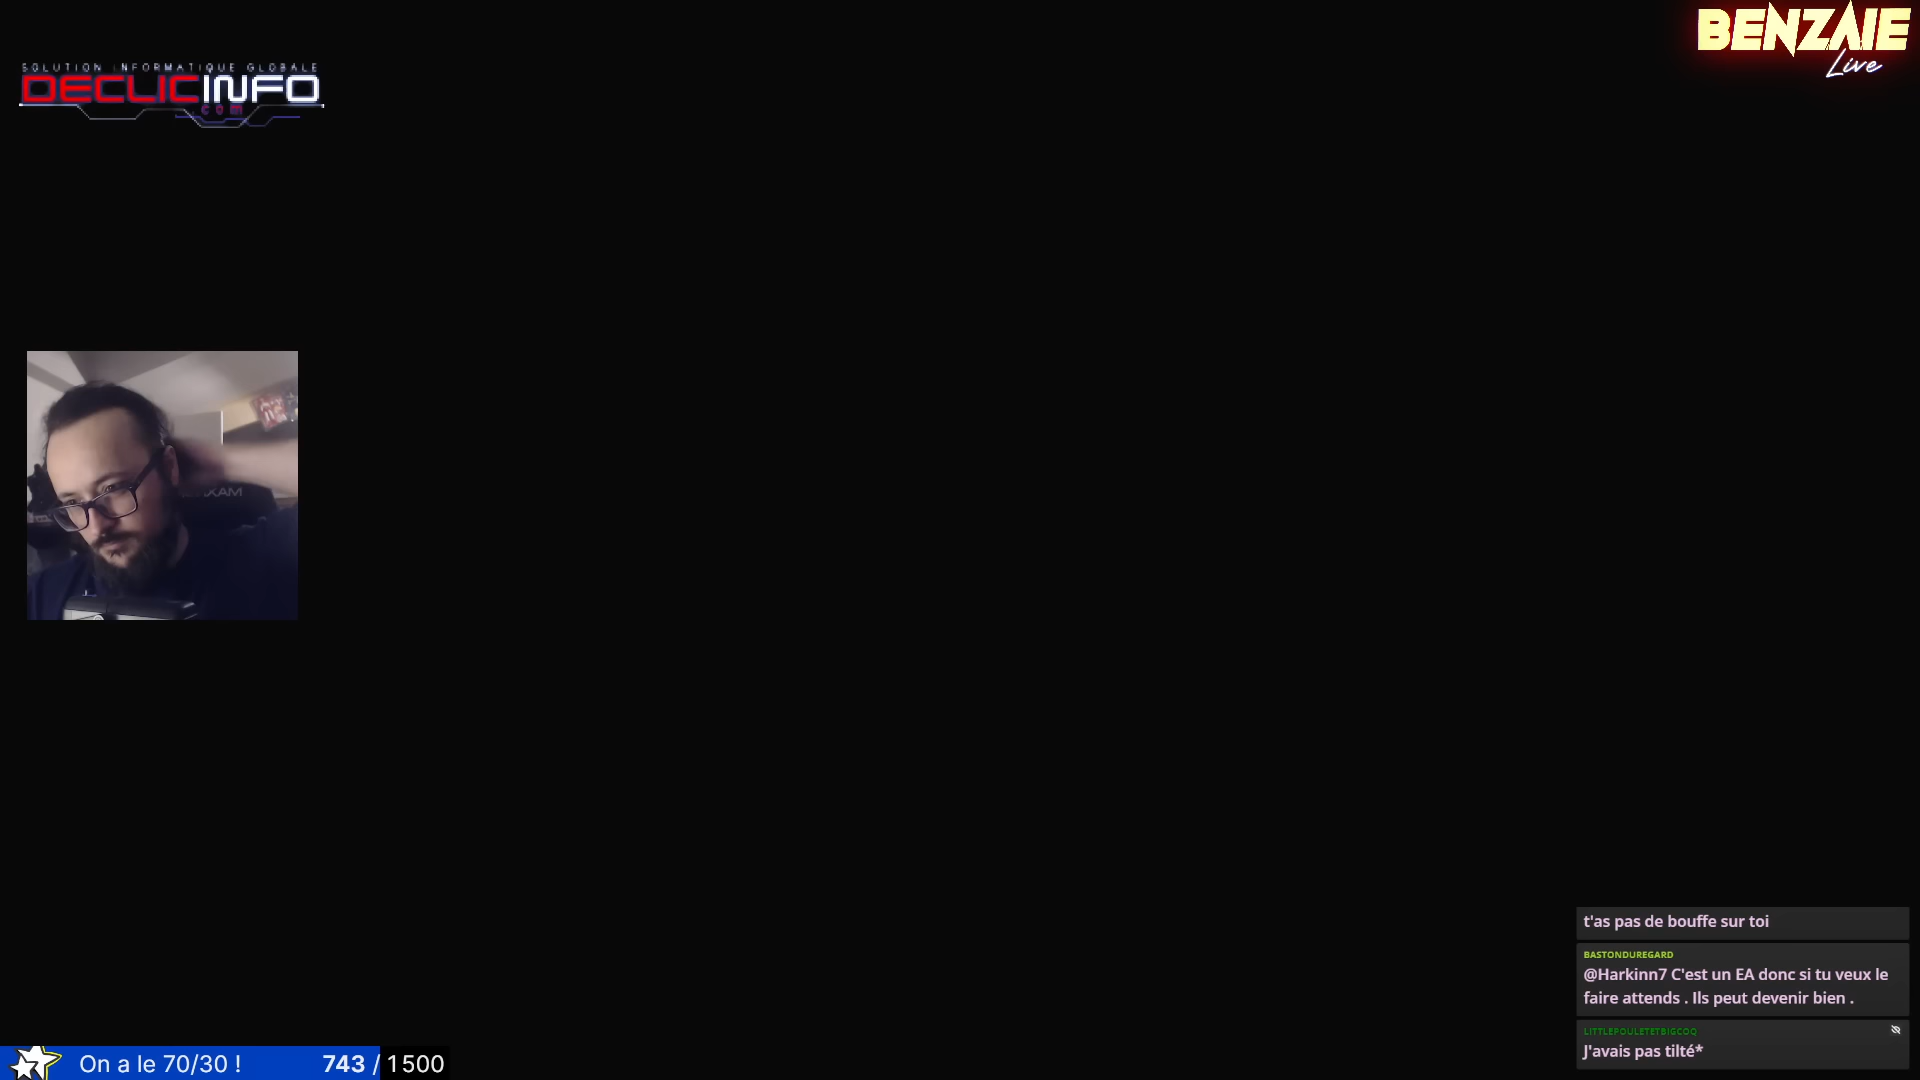 SOLUTION INFORMATIQUE GLOBALE
DECLICINFO
.com
BENZAIE
Live
t'as pas de bouffe sur toi
BASTONDUREGARD
@Harkinn7 C'est un EA donc si tu veux le
faire attends . Ils peut devenir bien .
LITTLEPOULETETBIGCOQ
J'avais pas tilté*
On a le 70/30 ! 743 / 1500